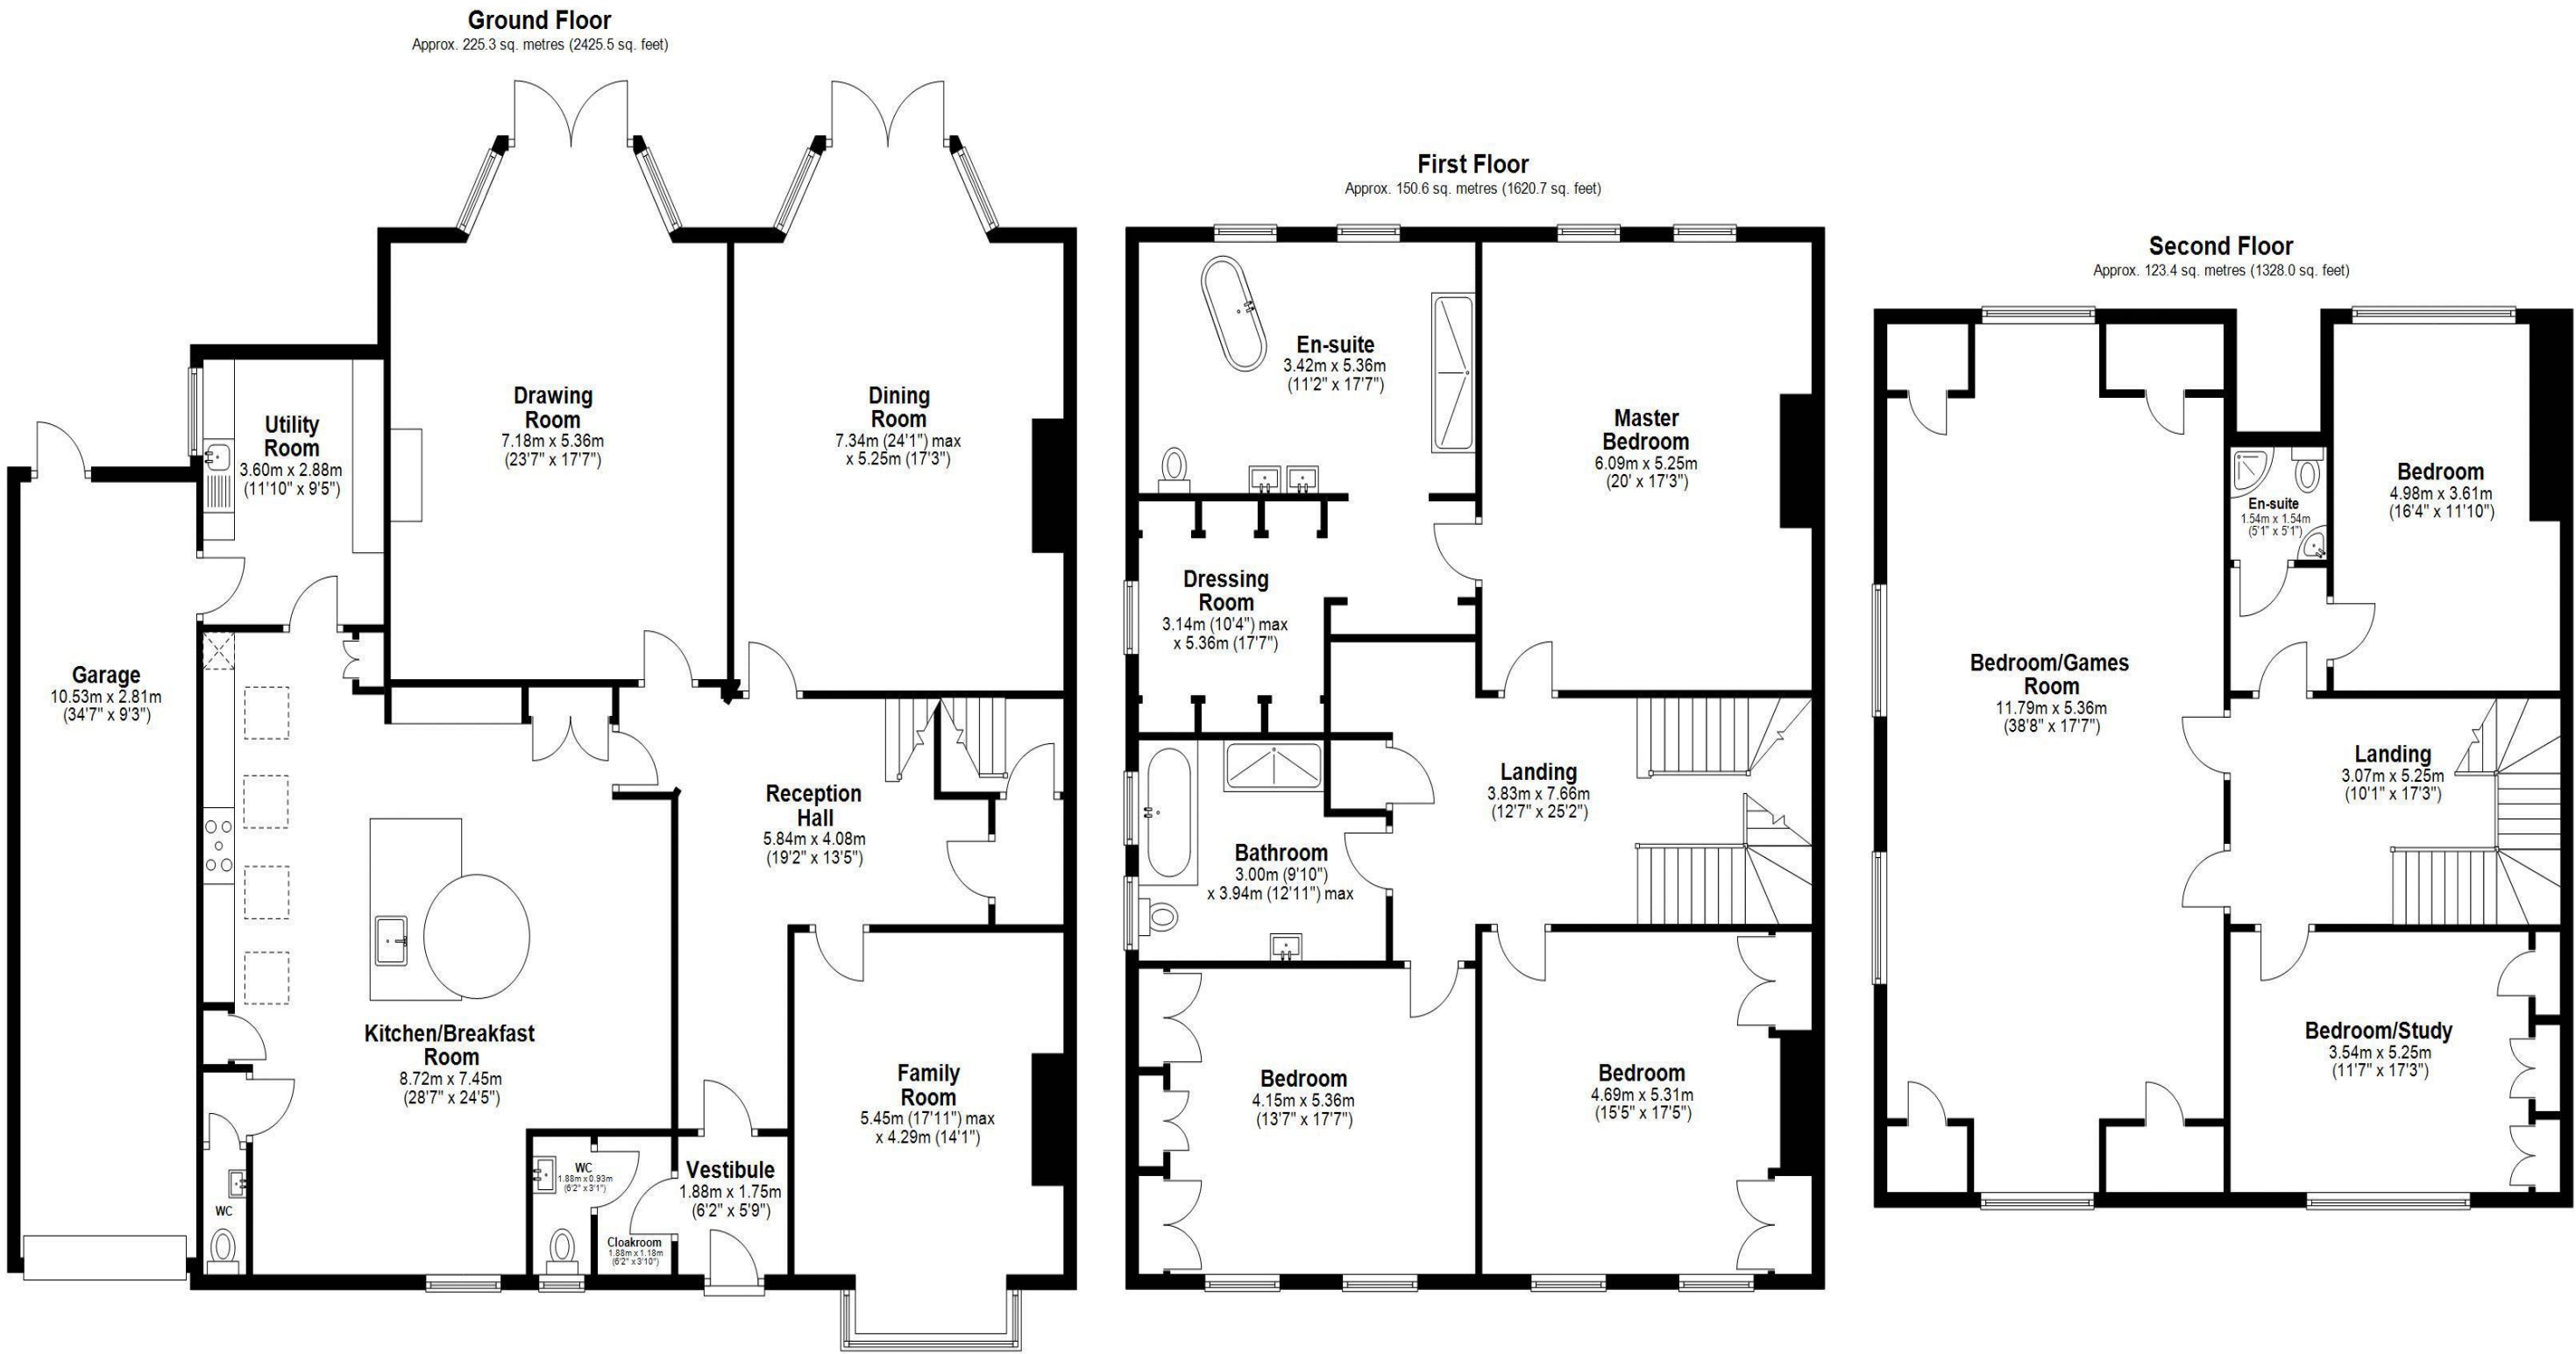 Ground Floor
Approx. 225.3 sq. metres (2425.5 sq. feet)
Drawing
Room
7.18m x 5.36m
(23'7" x 17'7")
Dining
Room
7.34m (24'1") max
x 5.25m (17'3")
Utility
Room
3.60m x 2.88m
(11'10" x 9'5")
Garage
10.53m x 2.81m
(34'7" x 9'3")
Reception
Hall
5.84m x 4.08m
(19'2" x 13'5")
Kitchen/Breakfast
Room
8.72m x 7.45m
(28'7" x 24'5")
Family
Room
5.45m (17'11") max
x 4.29m (14'1")
WC
WC
1.88m x 0.93m
(6'2" x 3'1")
Cloakroom
1.88m x 1.18m
(6'2" x 3'10")
Vestibule
1.88m x 1.75m
(6'2" x 5'9")
First Floor
Approx. 150.6 sq. metres (1620.7 sq. feet)
En-suite
3.42m x 5.36m
(11'2" x 17'7")
Master
Bedroom
6.09m x 5.25m
(20' x 17'3")
Dressing
Room
3.14m (10'4") max
x 5.36m (17'7")
Landing
3.83m x 7.66m
(12'7" x 25'2")
Bathroom
3.00m (9'10")
x 3.94m (12'11") max
Bedroom
4.15m x 5.36m
(13'7" x 17'7")
Bedroom
4.69m x 5.31m
(15'5" x 17'5")
Second Floor
Approx. 123.4 sq. metres (1328.0 sq. feet)
Bedroom
4.98m x 3.61m
(16'4" x 11'10")
En-suite
1.54m x 1.54m
(5'1" x 5'1")
Bedroom/Games
Room
11.79m x 5.36m
(38'8" x 17'7")
Landing
3.07m x 5.25m
(10'1" x 17'3")
Bedroom/Study
3.54m x 5.25m
(11'7" x 17'3")